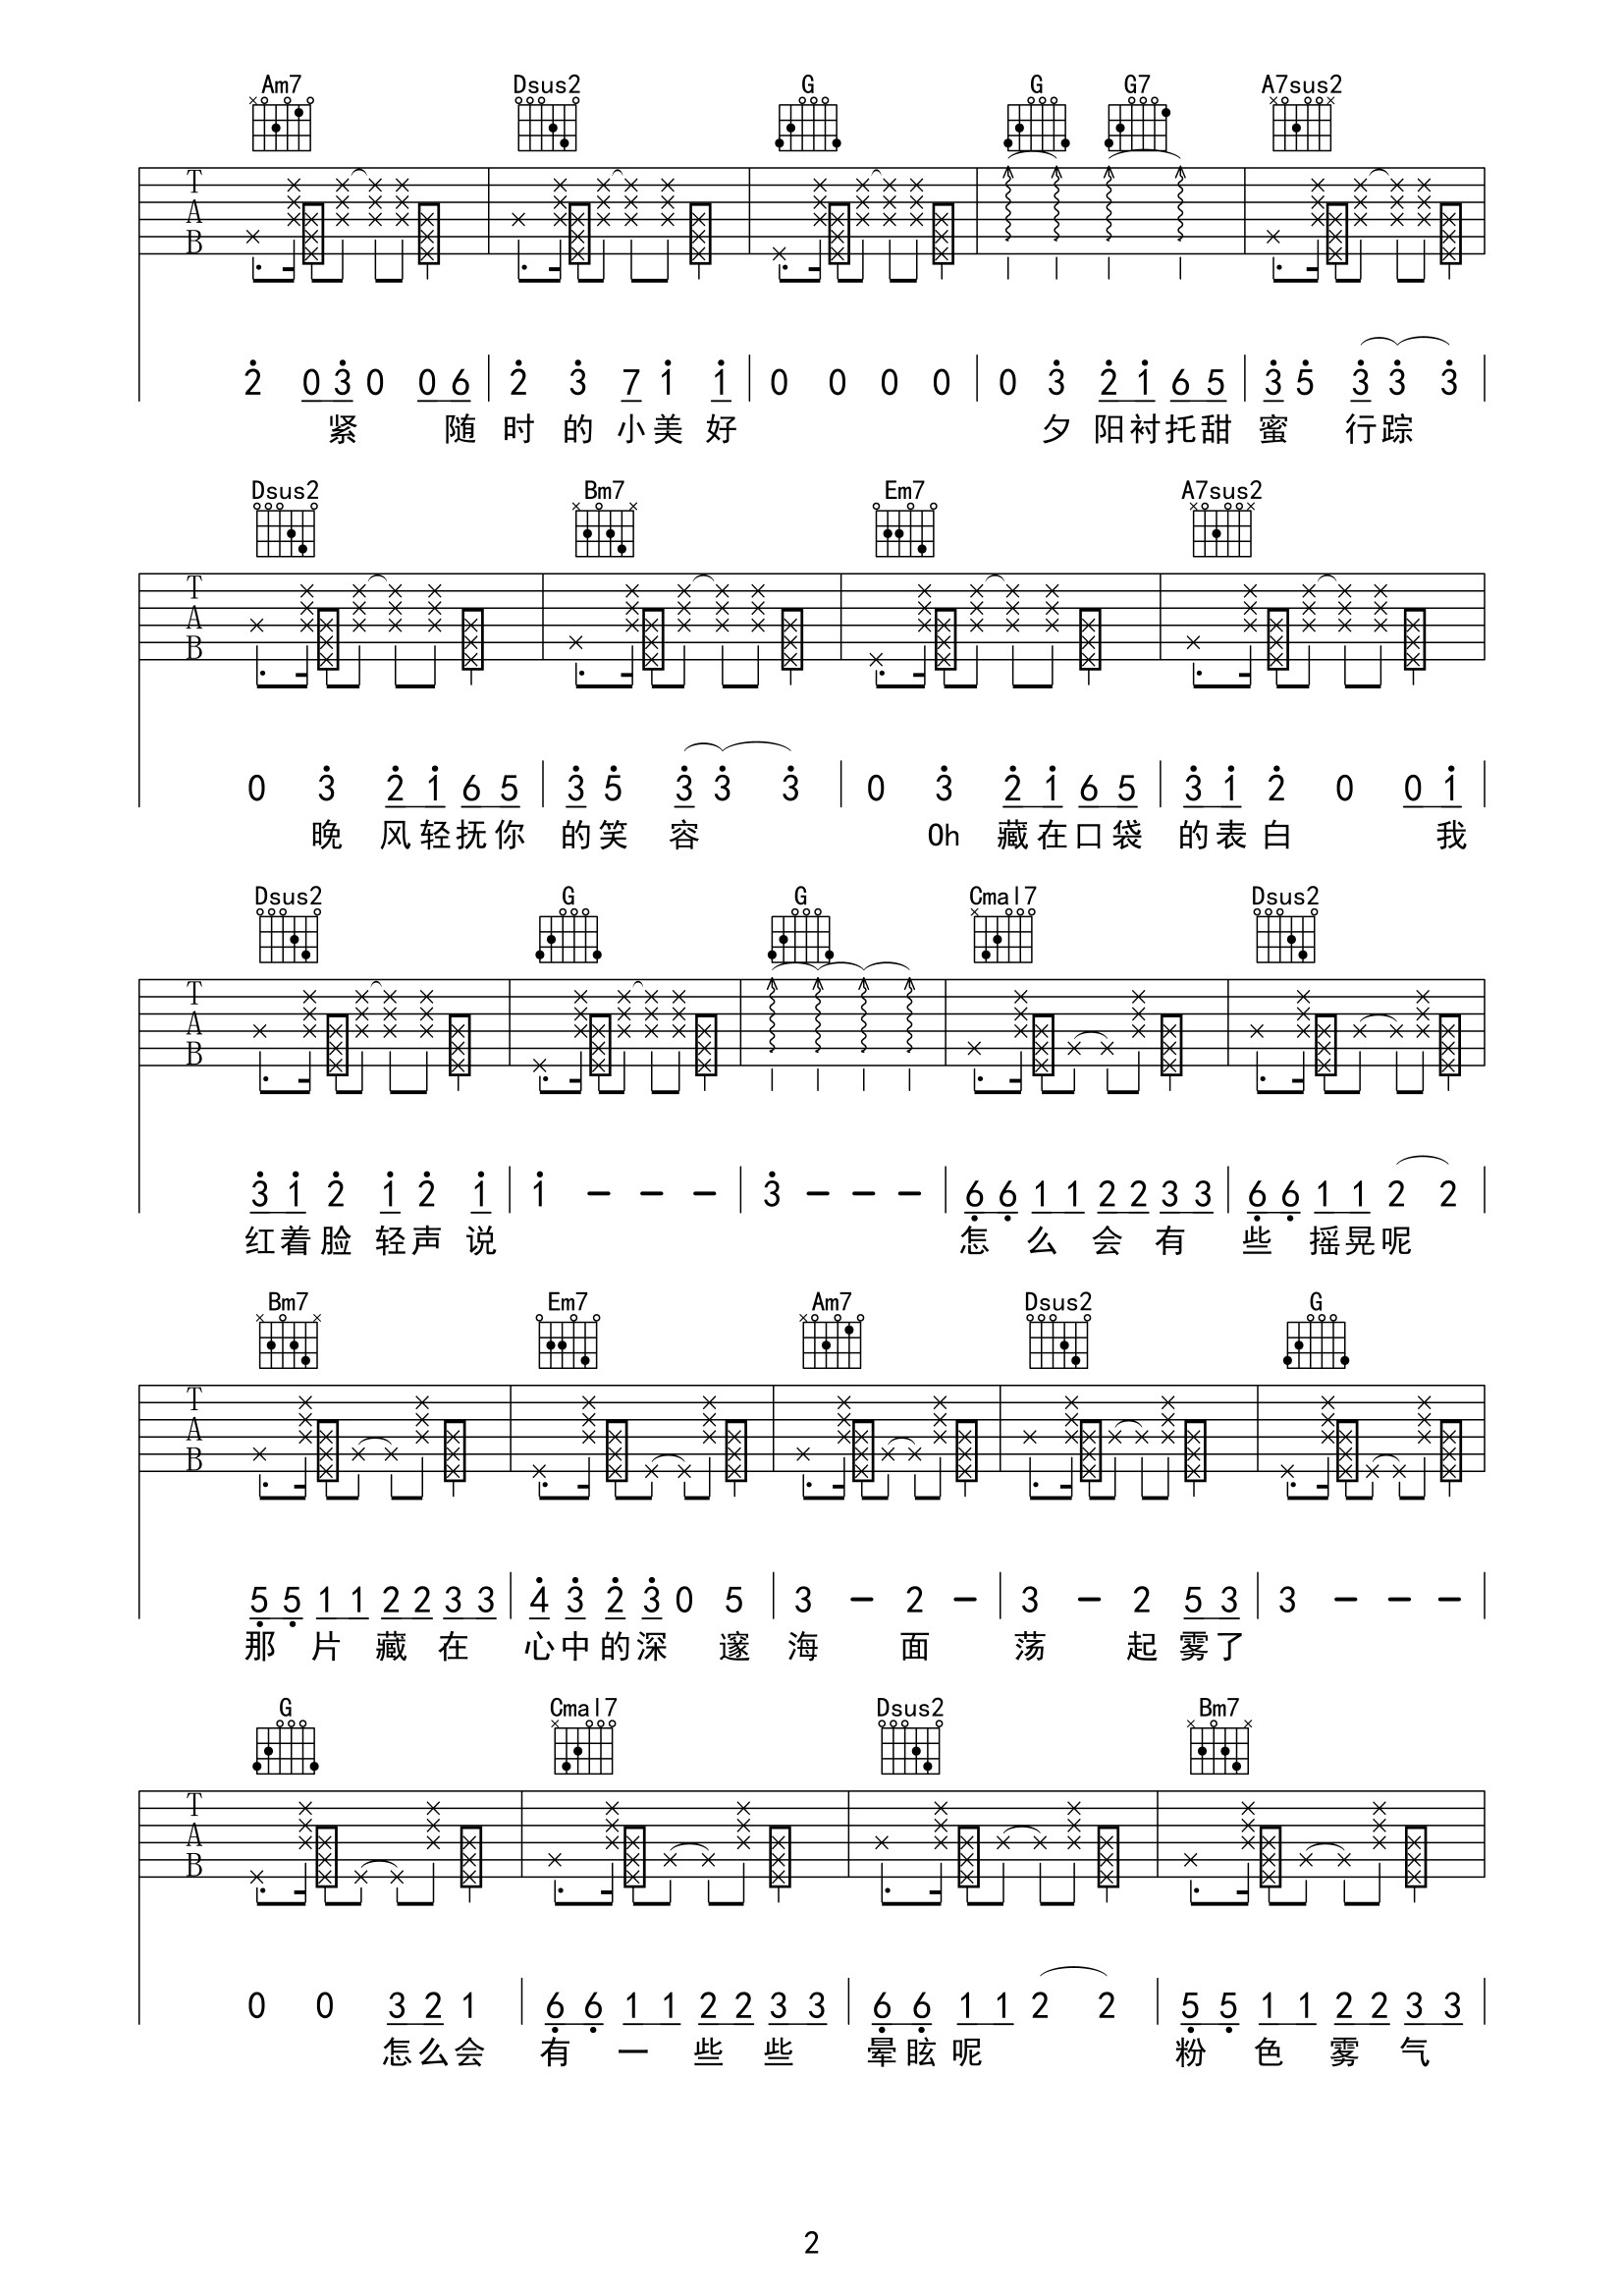 Am7 Dsus2 G G G7 A7sus2
T
A
B
2 0 3 0 0 6 2 3 7 1 1 0 0 0 0 0 3 2 1 6 5 3 5 3 3 3
紧 随 时 的 小 美 好 夕 阳 衬 托 甜 蜜 行 踪
Dsus2 Bm7 Em7 A7sus2
T
A
B
0 3 2 1 6 5 3 5 3 3 3 0 3 2 1 6 5 3 1 2 0 0 1
晚 风 轻 抚 你 的 笑 容 Oh 藏 在 口 袋 的 表 白 我
Dsus2 G G Cmal7 Dsus2
T
A
B
3 1 2 1 2 1 1 - - - 3 - - - 6 6 1 1 2 2 3 3 6 6 1 1 2 2
红 着 脸 轻 声 说 怎 么 会 有 些 摇 晃 呢
Bm7 Em7 Am7 Dsus2 G
T
A
B
5 5 1 1 2 2 3 3 4 3 2 3 0 5 3 - 2 - 3 - 2 5 3 3 - - -
那 片 藏 在 心 中 的 深 邃 海 面 荡 起 雾 了
G Cmal7 Dsus2 Bm7
T
A
B
0 0 3 2 1 6 6 1 1 2 2 3 3 6 6 1 1 2 2 5 5 1 1 2 2 3 3
怎 么 会 有 一 些 些 晕 眩 呢 粉 色 雾 气
2